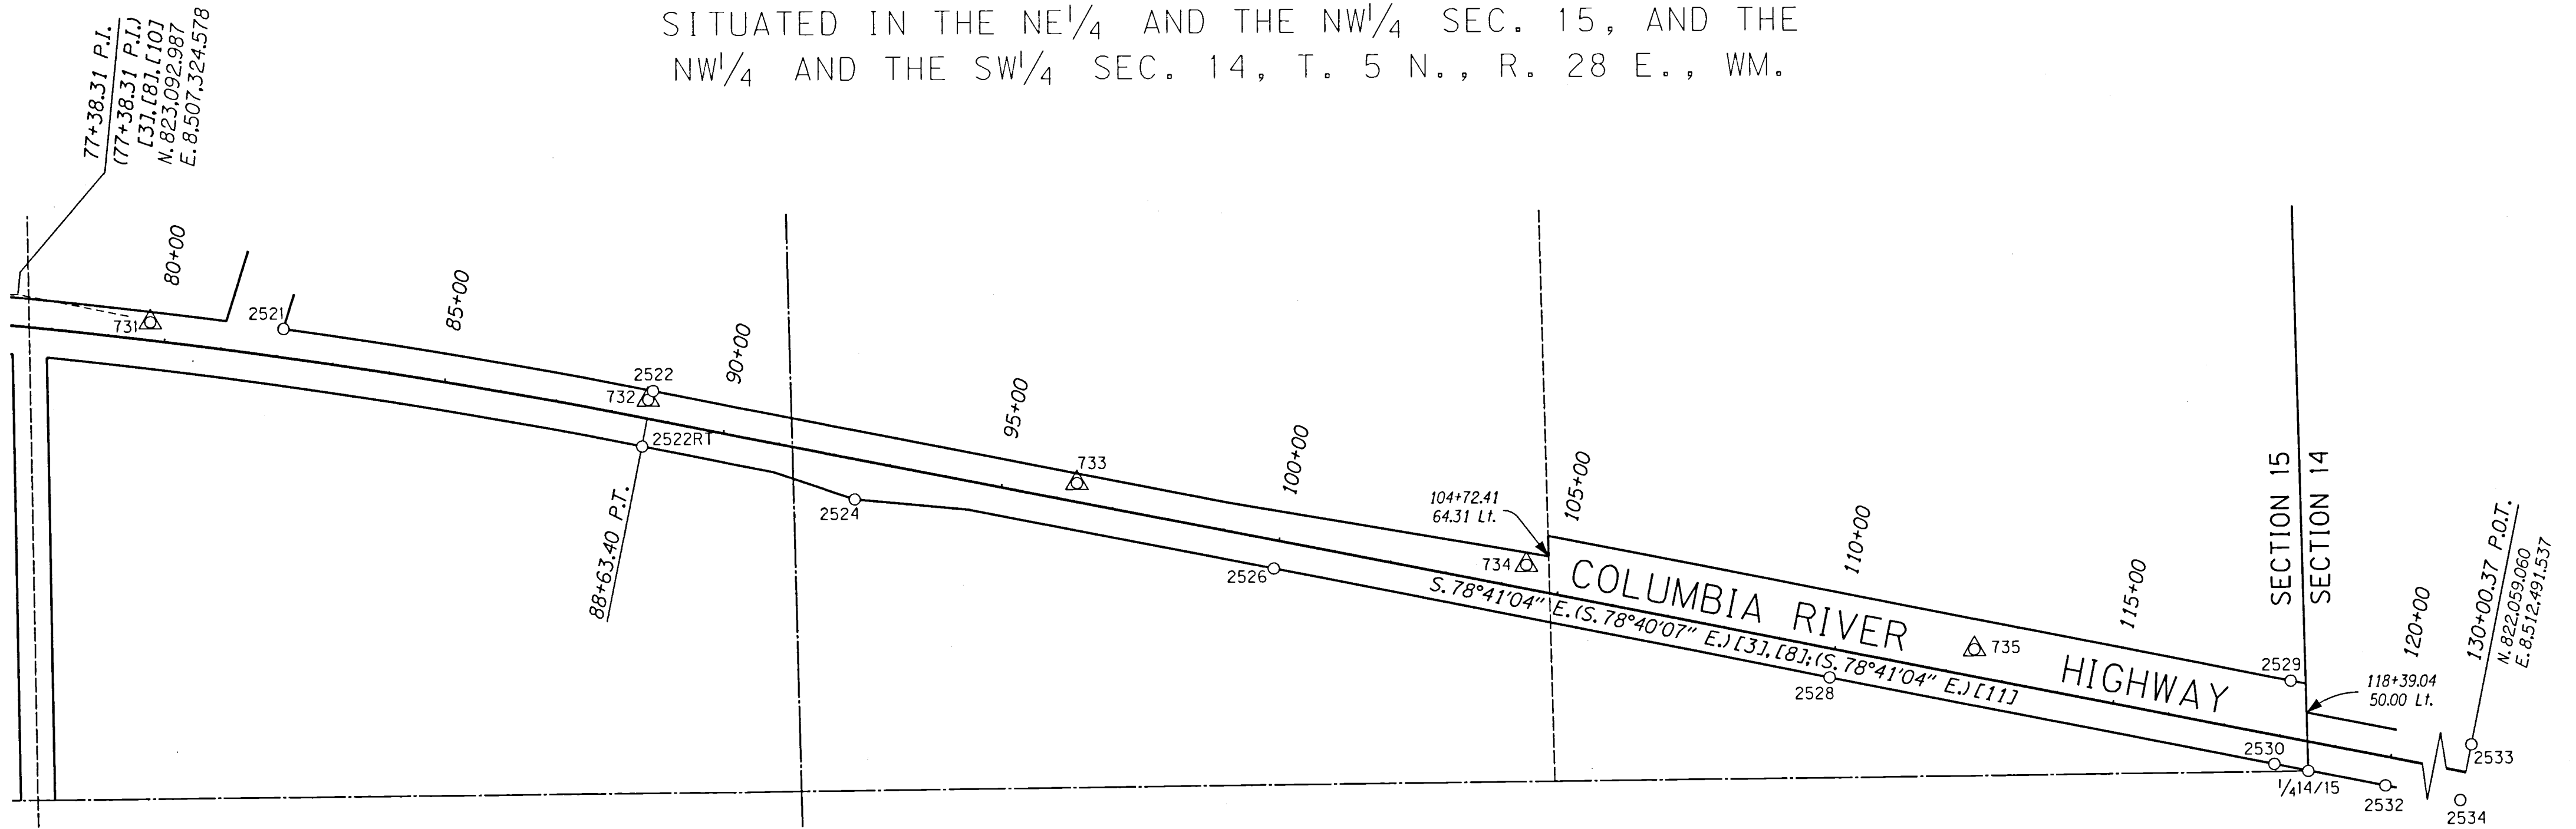 SITUATED IN THE NE1/4 AND THE NW1/4 SEC. 15, AND THE
NW1/4 AND THE SW1/4 SEC. 14, T. 5 N., R. 28 E., WM.
77+38.31 P.I.
(77+38.31 P.I.)
[3],[8],[10]
N. 823,092.987
E. 8,507,324.578
80+00
85+00
90+00
95+00
100+00
105+00
110+00
115+00
120+00
731
2521
2522
732
2522RT
88+63.40 P.T.
2524
733
2526
104+72.41
64.31 Lt.
734
S. 78°41'04" E. (S. 78°40'07" E.) [3], [8]; (S. 78°41'04" E.) [11]
COLUMBIA RIVER HIGHWAY
735
2528
SECTION 15
SECTION 14
2529
118+39.04
50.00 Lt.
2530
1/4 14/15
2532
130+00.37 P.O.T.
N. 822,059.060
E. 8,512,491.537
2533
2534